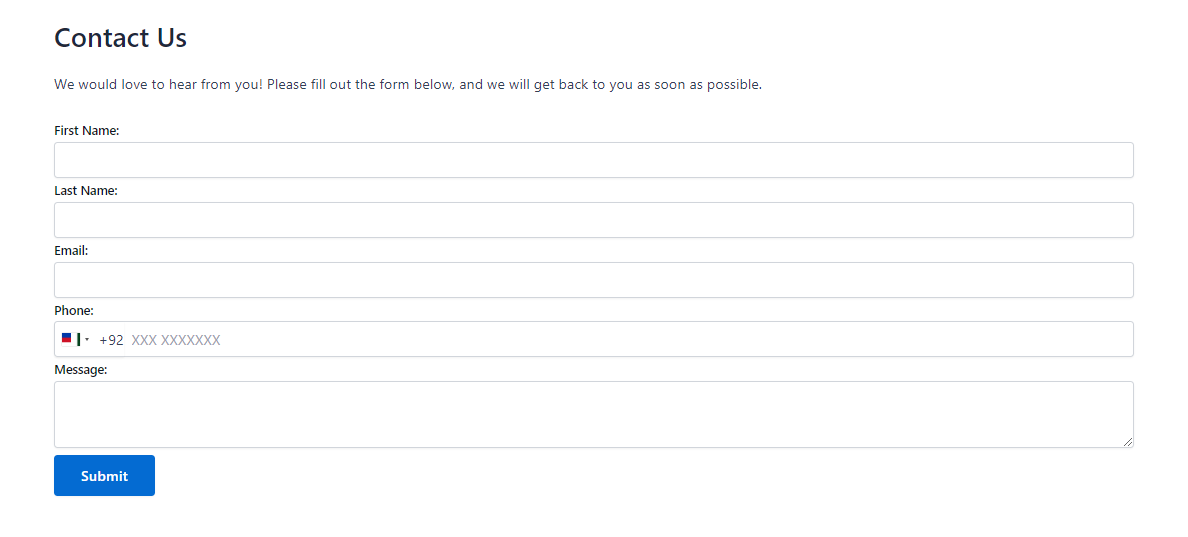 Contact Us
We would love to hear from you! Please fill out the form below, and we will get back to you as soon as possible.
First Name:
Last Name:
Email:
Phone:
+92 XXX XXXXXXX
Message:
Submit